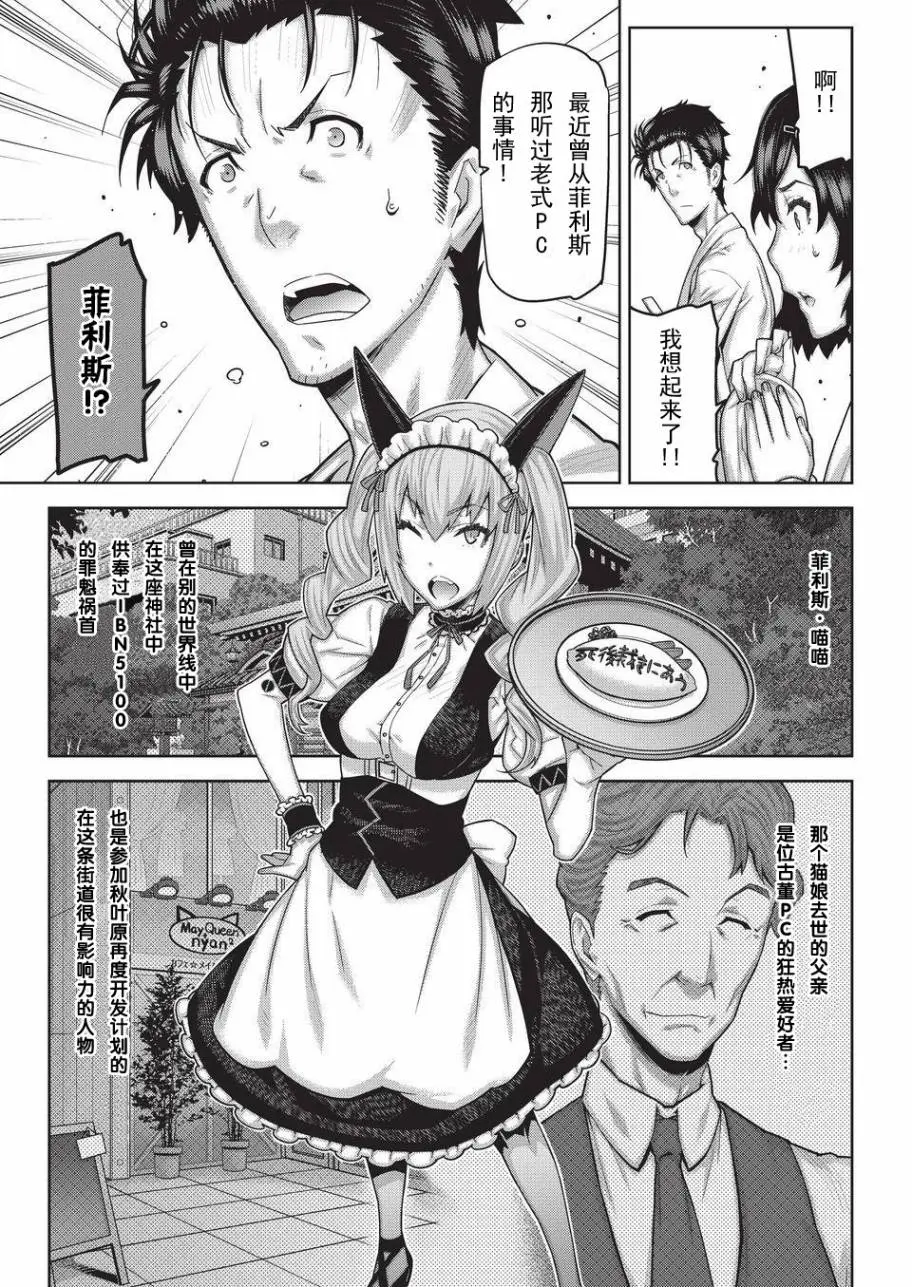 啊!!
我想起来了!!
最近曾从菲利斯
那听过老式PC
的事情！
菲利斯!?
菲利斯·喵喵
曾在别的世界线中
在这座神社中
供奉过IBN5100
的罪魁祸首
那个猫娘去世的父亲
是位古董PC的狂热爱好者…
也是参加秋叶原再度开发计划的
在这条街道很有影响力的人物
May Queen
nyan²
カフェ☆メイ